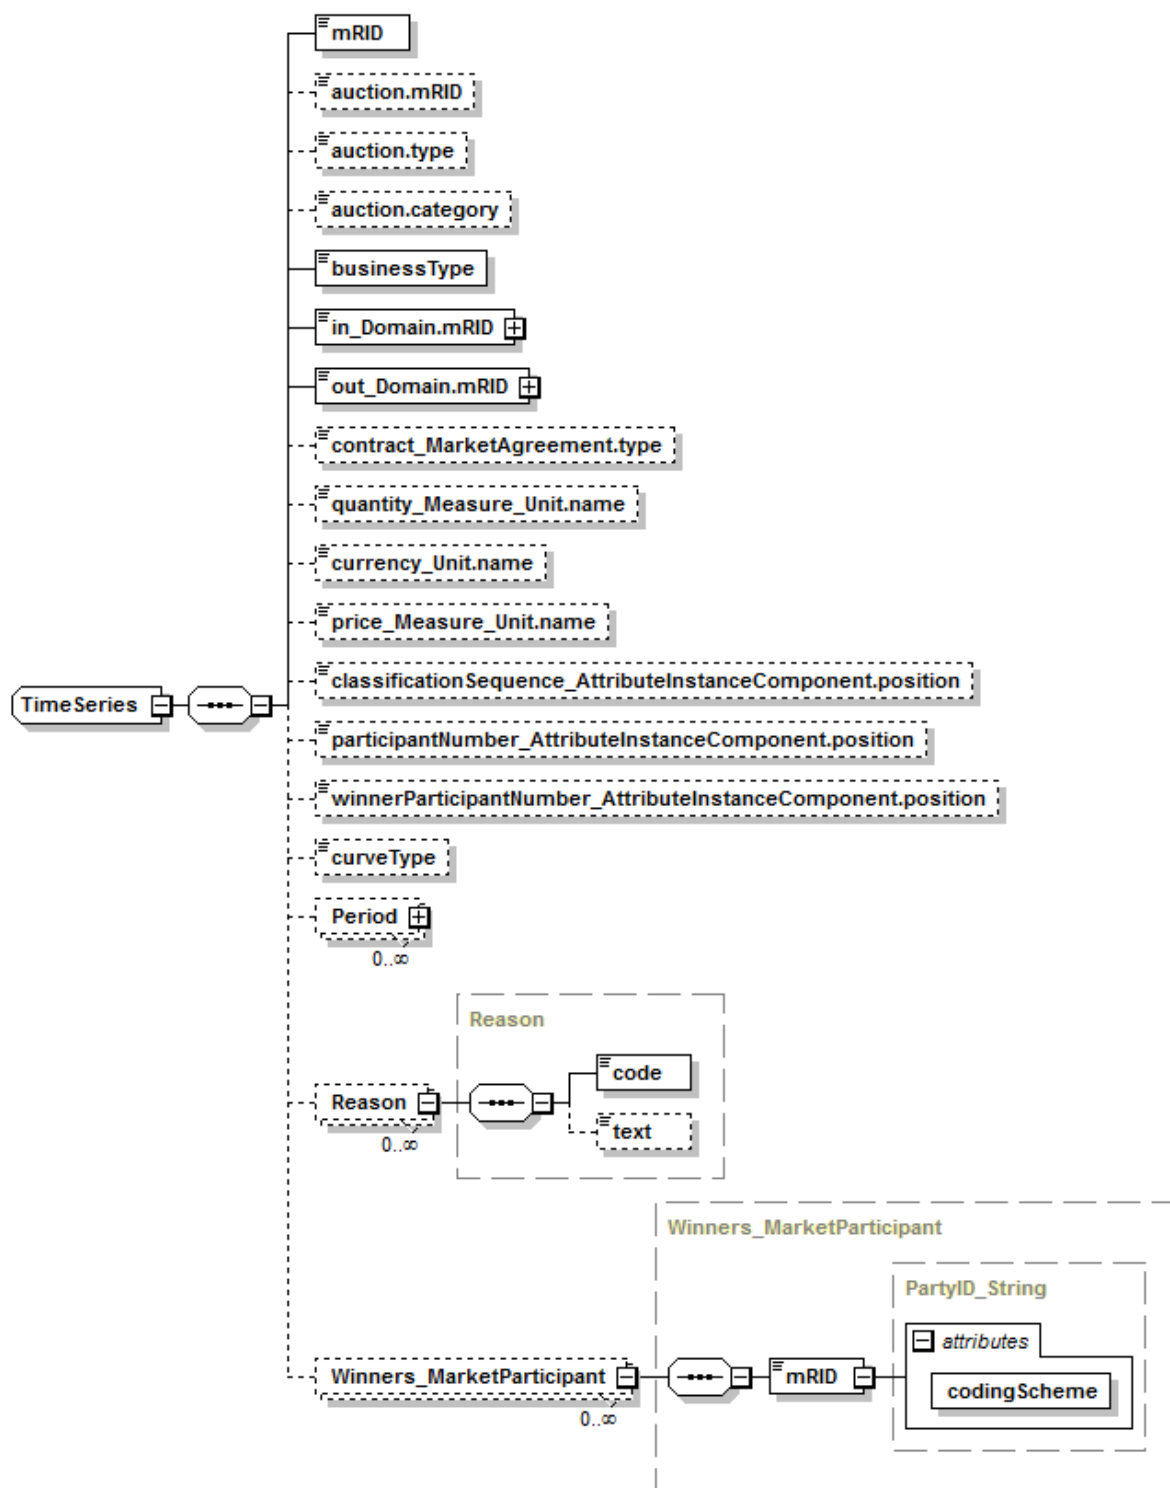 mRID
auction.mRID
auction.type
auction.category
businessType
in_Domain.mRID
out_Domain.mRID
contract_MarketAgreement.type
quantity_Measure_Unit.name
currency_Unit.name
price_Measure_Unit.name
classificationSequence_AttributeInstanceComponent.position
TimeSeries
participantNumber_AttributeInstanceComponent.position
winnerParticipantNumber_AttributeInstanceComponent.position
curveType
Period
0..∞
Reason
code
Reason
text
0..∞
Winners_MarketParticipant
PartyID_String
attributes
Winners_MarketParticipant
mRID
codingScheme
0..∞